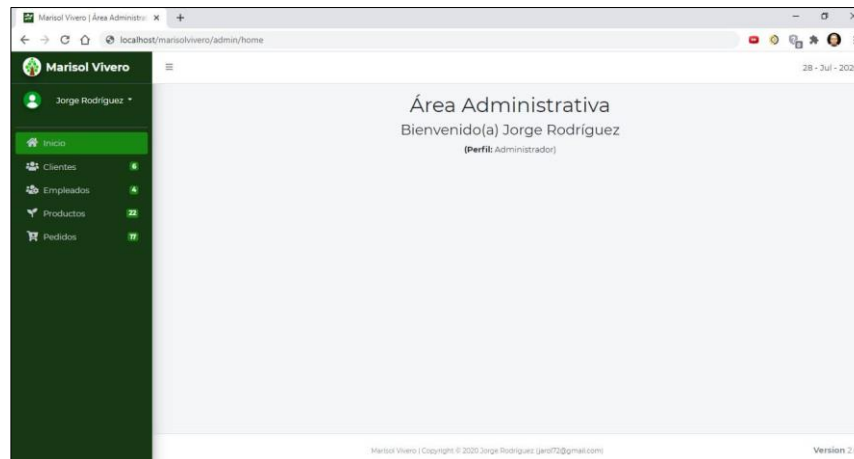 Marisol Vivero | Área Administra
localhost/marisolvivero/admin/home
Marisol Vivero
28 - Jul - 202
Jorge Rodríguez
Área Administrativa
Bienvenido(a) Jorge Rodríguez
(Perfil: Administrador)
Inicio
Clientes 6
Empleados 4
Productos 22
Pedidos 17
Marisol Vivero | Copyright © 2020 Jorge Rodríguez
Version 2